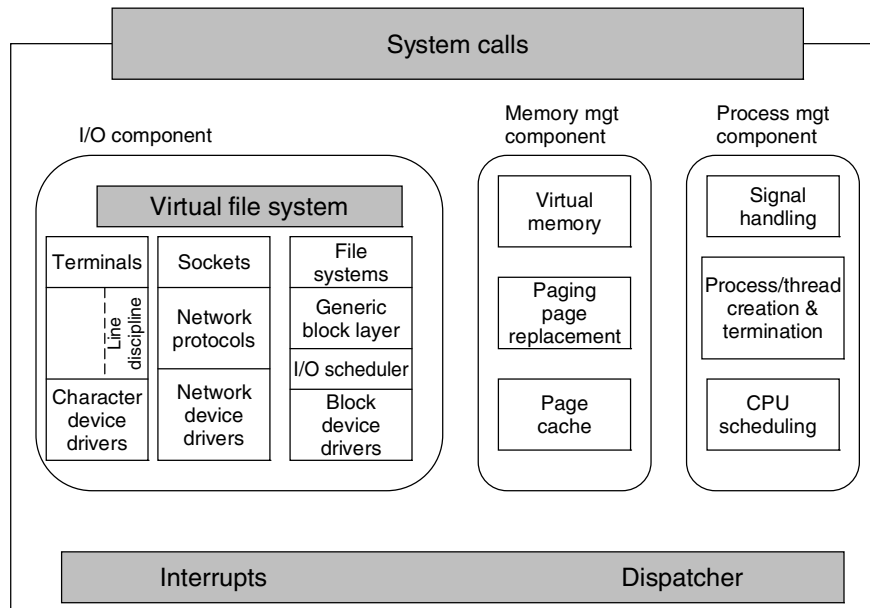 System calls
I/O component
Memory mgt
component
Process mgt
component
Virtual file system
Terminals
Line
discipline
Character
device
drivers
Sockets
Network
protocols
Network
device
drivers
File
systems
Generic
block layer
I/O scheduler
Block
device
drivers
Virtual
memory
Paging
page
replacement
Page
cache
Signal
handling
Process/thread
creation &
termination
CPU
scheduling
Interrupts
Dispatcher